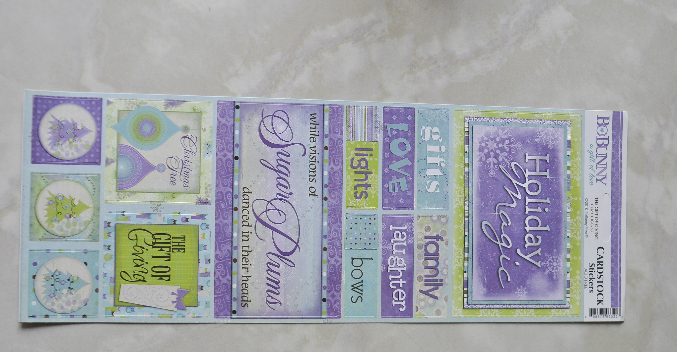 BoBunny
CARDSTOCK
Stickers
Holiday
Magic
gifts
family
LOVE
laughter
lights
bows
while visions of
Sugar Plums
danced in their heads
Christmas
Tree
THE
GIFT OF
Giving